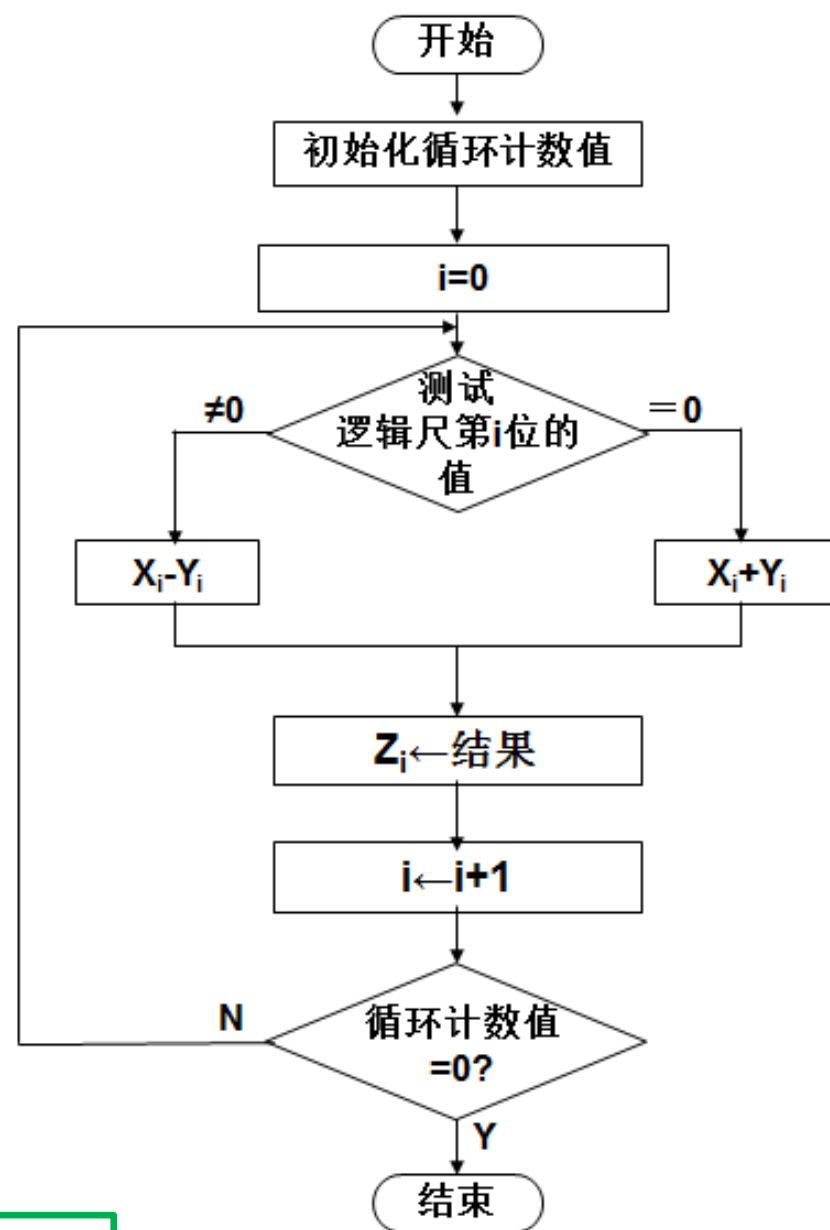 开始
初始化循环计数值
i=0
测试
≠0
=0
逻辑尺第i位的
值
Xi-Yi
Xi+Yi
Zi←结果
i←i+1
N
循环计数值
=0?
Y
结束